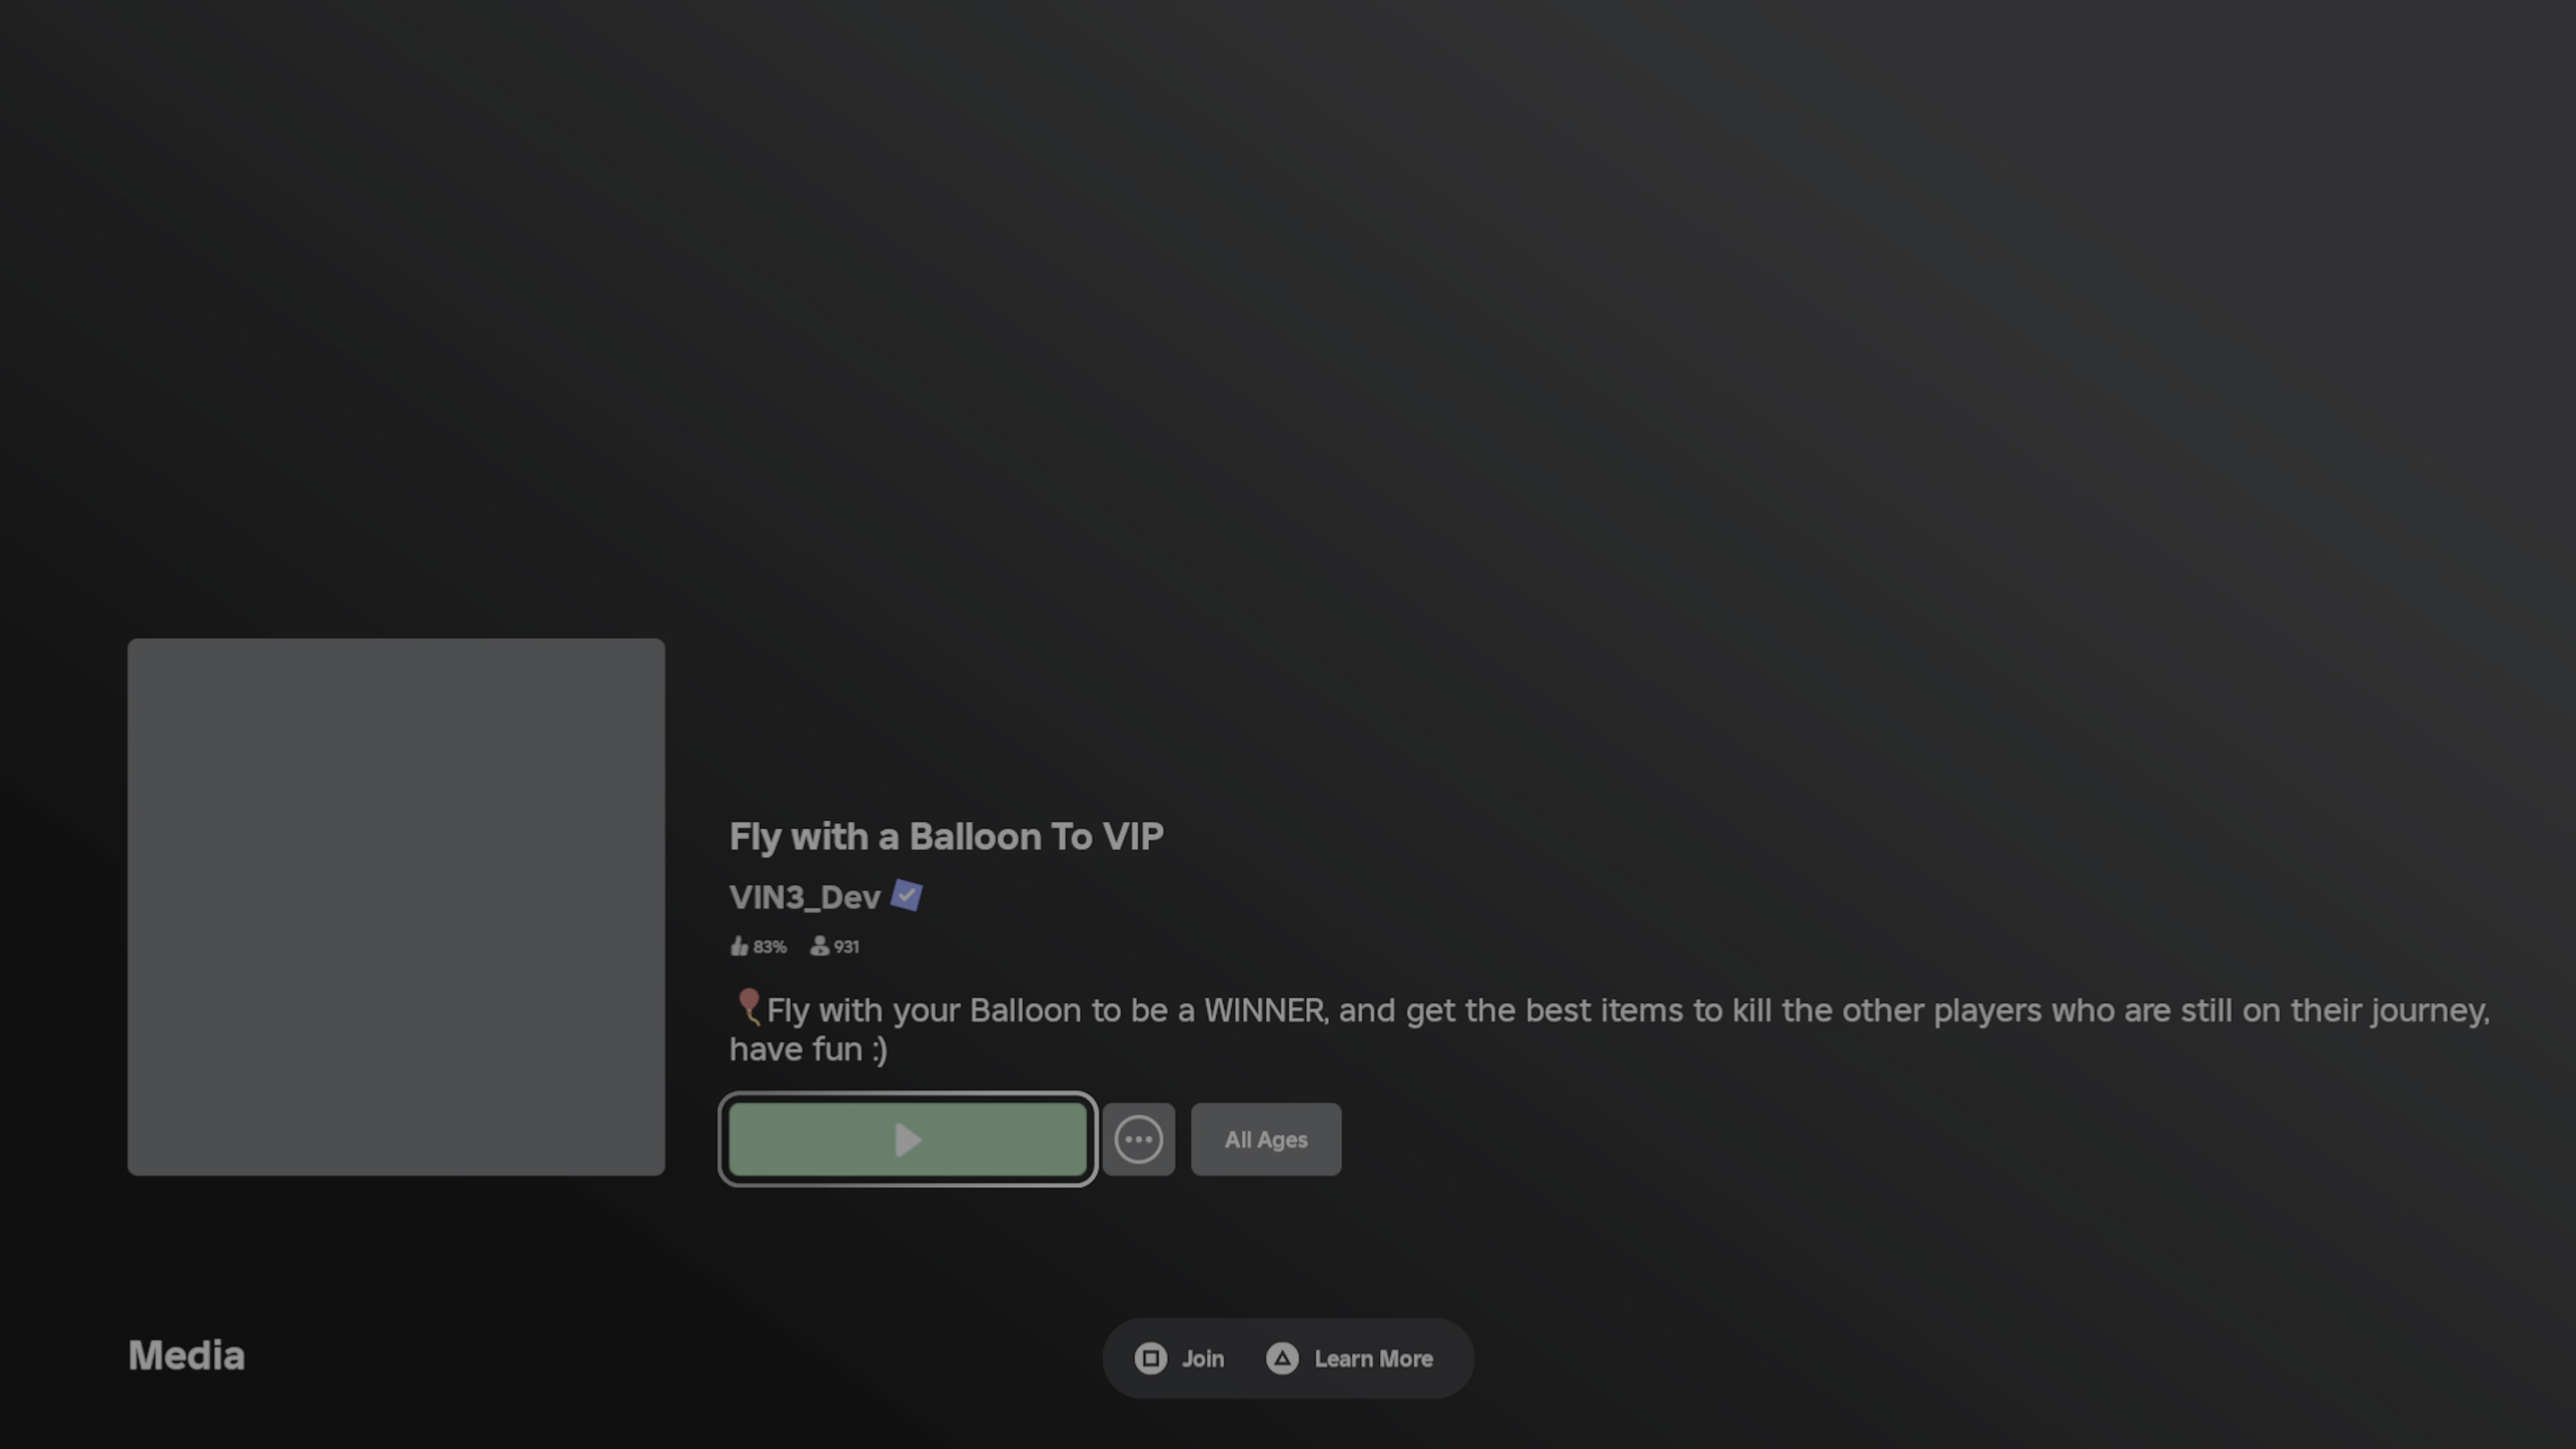 Fly with a Balloon To VIP
VIN3_Dev
83% 931
🎈Fly with your Balloon to be a WINNER, and get the best items to kill the other players who are still on their journey,
have fun :)
All Ages
Media
Join Learn More